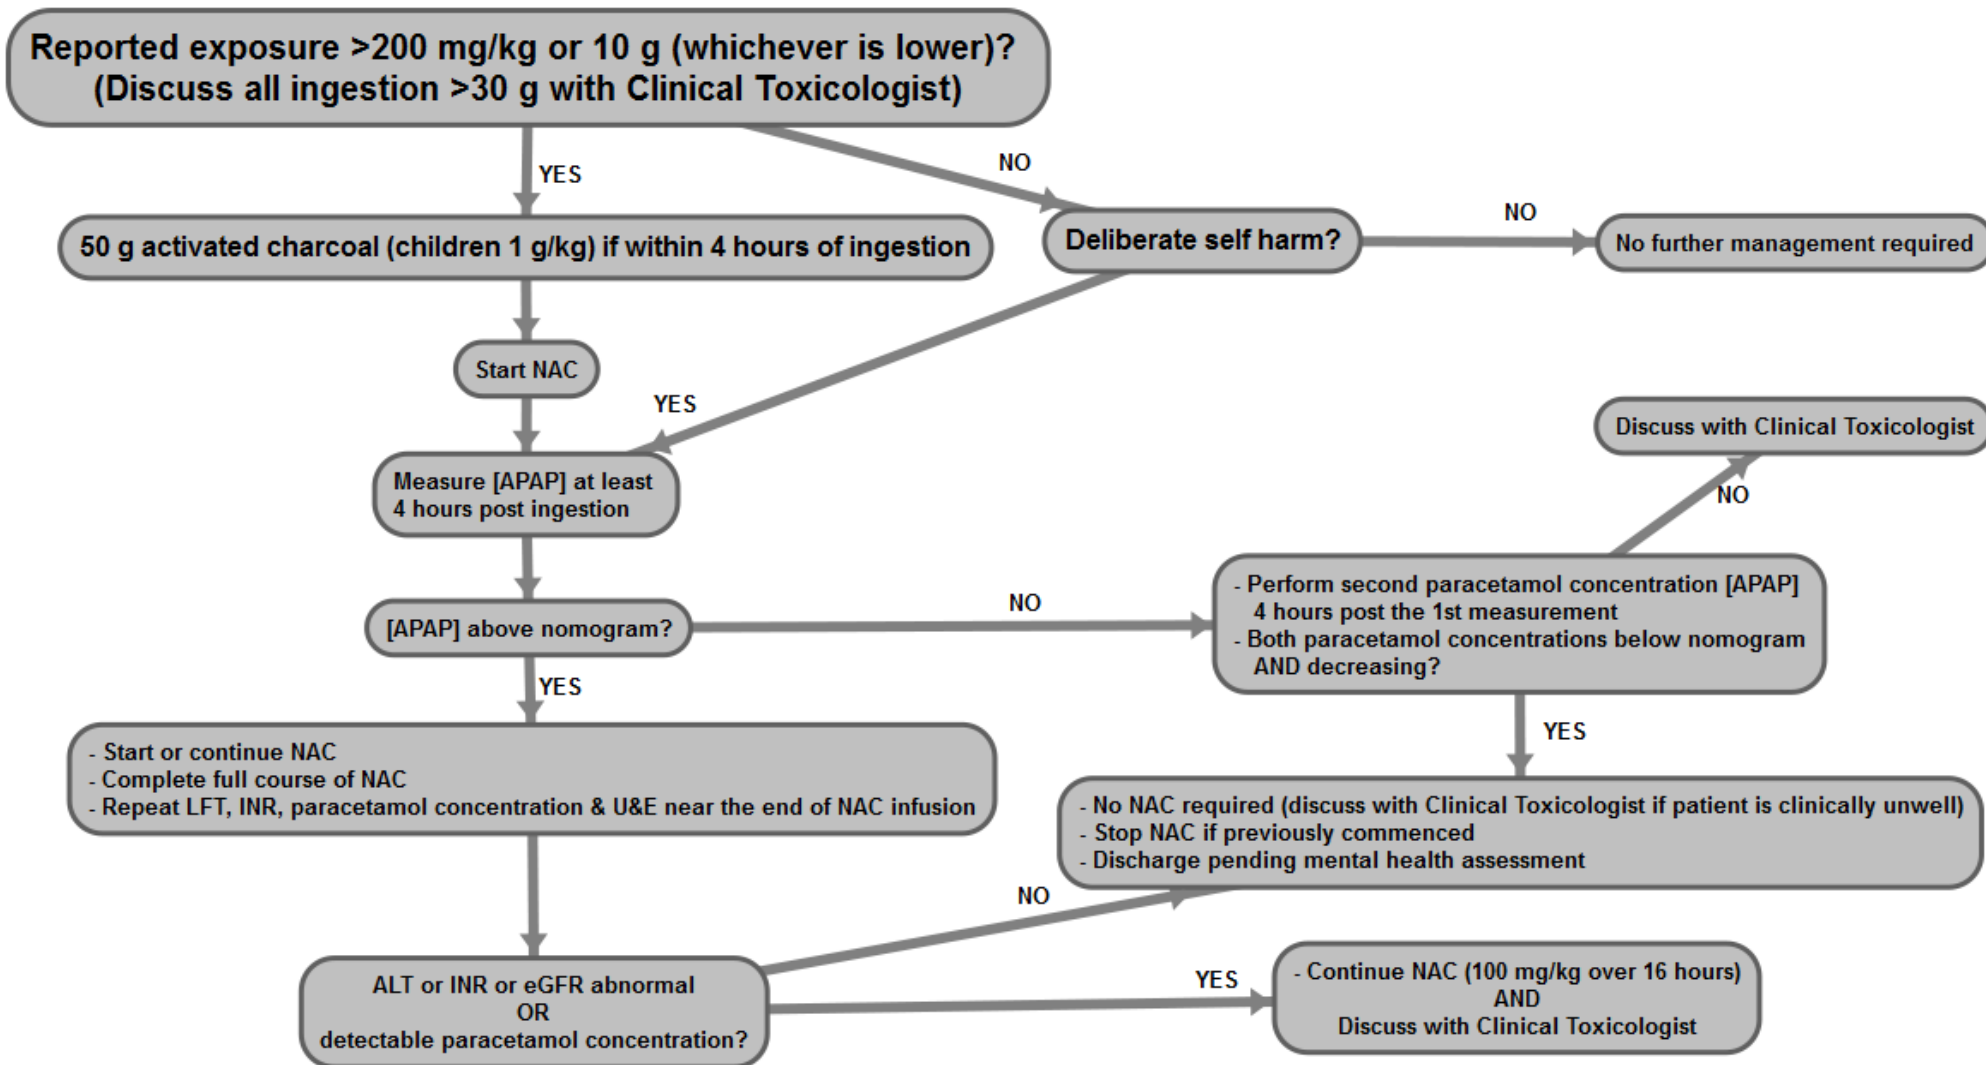 Reported exposure >200 mg/kg or 10 g (whichever is lower)?
(Discuss all ingestion >30 g with Clinical Toxicologist)
YES
NO
50 g activated charcoal (children 1 g/kg) if within 4 hours of ingestion
Deliberate self harm?
NO
No further management required
Start NAC
YES
Measure [APAP] at least
4 hours post ingestion
Discuss with Clinical Toxicologist
NO
[APAP] above nomogram?
NO
- Perform second paracetamol concentration [APAP]
4 hours post the 1st measurement
- Both paracetamol concentrations below nomogram
AND decreasing?
YES
YES
- Start or continue NAC
- Complete full course of NAC
- Repeat LFT, INR, paracetamol concentration & U&E near the end of NAC infusion
- No NAC required (discuss with Clinical Toxicologist if patient is clinically unwell)
- Stop NAC if previously commenced
- Discharge pending mental health assessment
NO
ALT or INR or eGFR abnormal
OR
detectable paracetamol concentration?
YES
- Continue NAC (100 mg/kg over 16 hours)
AND
Discuss with Clinical Toxicologist